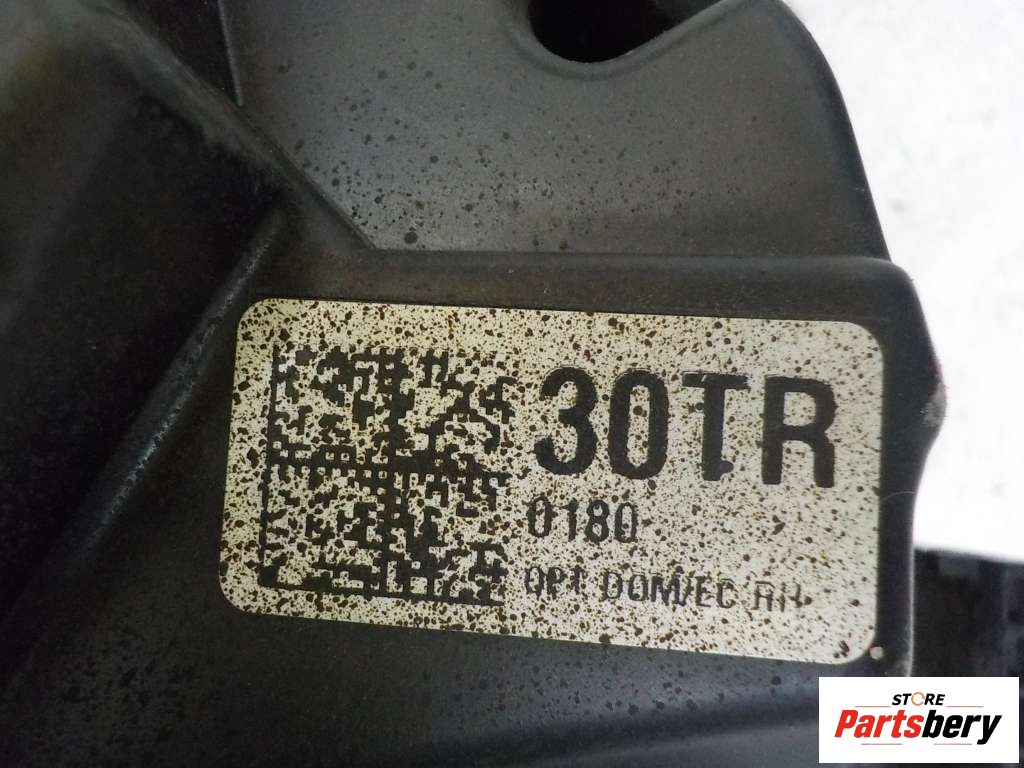 30TR
0180
OPT DOM/EC RH
STORE
Partsbery